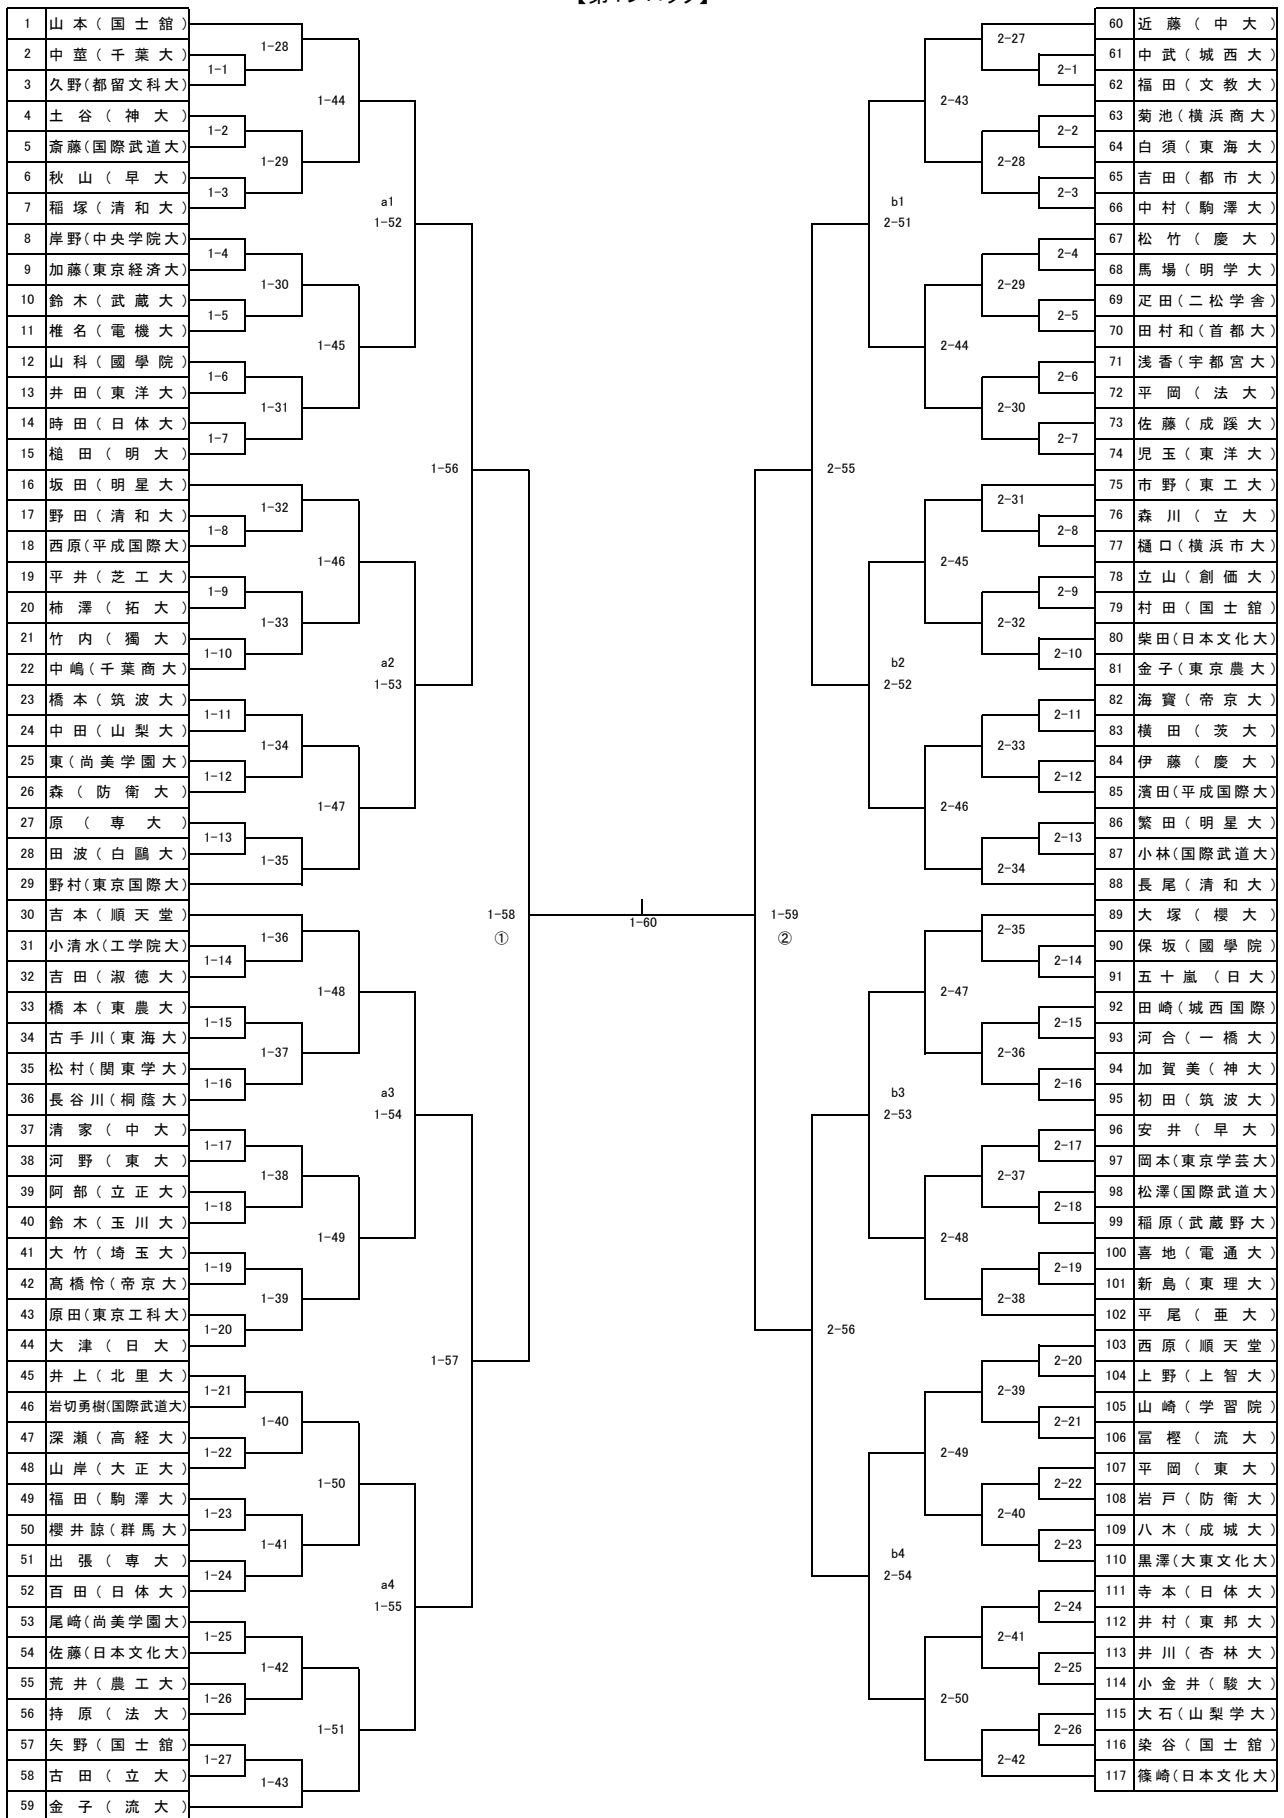 1 山本(国士舘)
2 中莖(千葉大)
3 久野(都留文科大)
4 土谷(神大)
5 斎藤(国際武道大)
6 秋山(早大)
7 稲塚(清和大)
8 岸野(中央学院大)
9 加藤(東京経済大)
10 鈴木(武蔵大)
11 椎名(電機大)
12 山科(國學院)
13 井田(東洋大)
14 時田(日体大)
15 槌田(明大)
16 坂田(明星大)
17 野田(清和大)
18 西原(平成国際大)
19 平井(芝工大)
20 柿澤(拓大)
21 竹内(獨大)
22 中嶋(千葉商大)
23 橋本(筑波大)
24 中田(山梨大)
25 東(尚美学園大)
26 森(防衛大)
27 原(専大)
28 田波(白鷗大)
29 野村(東京国際大)
30 吉本(順天堂)
31 小清水(工学院大)
32 吉田(淑徳大)
33 橋本(東農大)
34 古手川(東海大)
35 松村(関東学大)
36 長谷川(桐蔭大)
37 清家(中大)
38 河野(東大)
39 阿部(立正大)
40 鈴木(玉川大)
41 大竹(埼玉大)
42 髙橋怜(帝京大)
43 原田(東京工科大)
44 大津(日大)
45 井上(北里大)
46 岩切勇樹(国際武道大)
47 深瀬(高経大)
48 山岸(大正大)
49 福田(駒澤大)
50 櫻井諒(群馬大)
51 出張(専大)
52 百田(日体大)
53 尾﨑(尚美学園大)
54 佐藤(日本文化大)
55 荒井(農工大)
56 持原(法大)
57 矢野(国士舘)
58 古田(立大)
59 金子(流大)
1-1
1-2
1-3
1-4
1-5
1-6
1-7
1-8
1-9
1-10
1-11
1-12
1-13
1-14
1-15
1-16
1-17
1-18
1-19
1-20
1-21
1-22
1-23
1-24
1-25
1-26
1-27
1-28
1-29
1-30
1-31
1-32
1-33
1-34
1-35
1-36
1-37
1-38
1-39
1-40
1-41
1-42
1-43
1-44
1-45
1-46
1-47
1-48
1-49
1-50
1-51
a1
1-52
a2
1-53
a3
1-54
a4
1-55
1-56
1-57
1-58
①
1-60
1-59
②
2-55
2-56
b1
2-51
b2
2-52
b3
2-53
b4
2-54
2-43
2-44
2-45
2-46
2-47
2-48
2-49
2-50
2-27
2-28
2-29
2-30
2-31
2-32
2-33
2-34
2-35
2-36
2-37
2-38
2-39
2-40
2-41
2-42
2-1
2-2
2-3
2-4
2-5
2-6
2-7
2-8
2-9
2-10
2-11
2-12
2-13
2-14
2-15
2-16
2-17
2-18
2-19
2-20
2-21
2-22
2-23
2-24
2-25
2-26
60 近藤(中大)
61 中武(城西大)
62 福田(文教大)
63 菊池(横浜商大)
64 白須(東海大)
65 吉田(都市大)
66 中村(駒澤大)
67 松竹(慶大)
68 馬場(明学大)
69 疋田(二松学舎)
70 田村和(首都大)
71 浅香(宇都宮大)
72 平岡(法大)
73 佐藤(成蹊大)
74 児玉(東洋大)
75 市野(東工大)
76 森川(立大)
77 樋口(横浜市大)
78 立山(創価大)
79 村田(国士舘)
80 柴田(日本文化大)
81 金子(東京農大)
82 海寳(帝京大)
83 横田(茨大)
84 伊藤(慶大)
85 濱田(平成国際大)
86 繁田(明星大)
87 小林(国際武道大)
88 長尾(清和大)
89 大塚(櫻大)
90 保坂(國學院)
91 五十嵐(日大)
92 田崎(城西国際)
93 河合(一橋大)
94 加賀美(神大)
95 初田(筑波大)
96 安井(早大)
97 岡本(東京学芸大)
98 松澤(国際武道大)
99 稲原(武蔵野大)
100 喜地(電通大)
101 新島(東理大)
102 平尾(亜大)
103 西原(順天堂)
104 上野(上智大)
105 山崎(学習院)
106 冨樫(流大)
107 平岡(東大)
108 岩戸(防衛大)
109 八木(成城大)
110 黒澤(大東文化大)
111 寺本(日体大)
112 井村(東邦大)
113 井川(杏林大)
114 小金井(駿大)
115 大石(山梨学大)
116 染谷(国士舘)
117 篠崎(日本文化大)